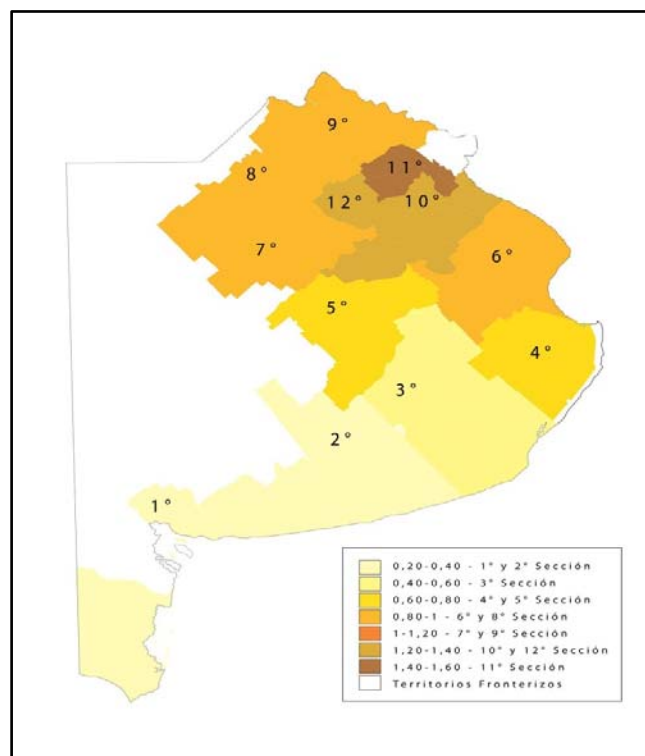 9°
11°
8°
12°
10°
7°
6°
5°
4°
3°
2°
1°
0,20-0,40 - 1° y 2° Sección
0,40-0,60 - 3° Sección
0,60-0,80 - 4° y 5° Sección
0,80-1 - 6° y 8° Sección
1-1,20 - 7° y 9° Sección
1,20-1,40 - 10° y 12° Sección
1,40-1,60 - 11° Sección
Territorios Fronterizos